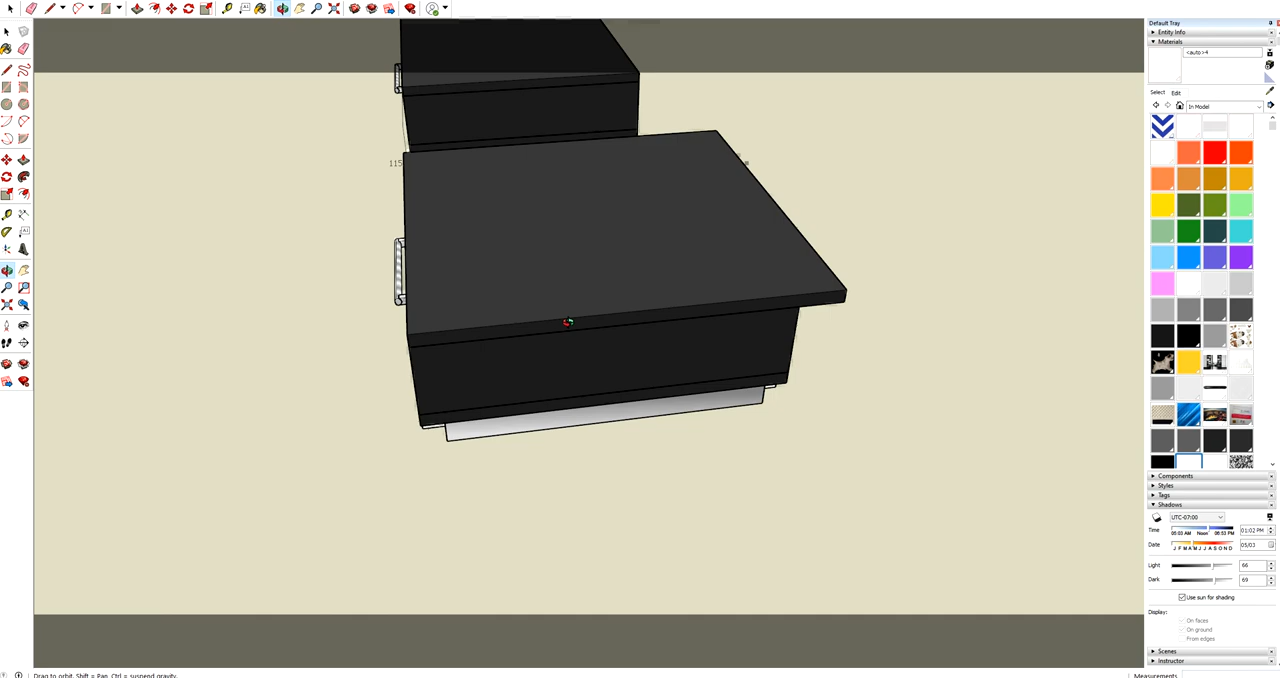 Default Tray
Entity Info
Materials
<auto>4
Select Edit
In Model
115
Components
Styles
Tags
Shadows
UTC-07:00
Time
05:03 AM Noon 06:53 PM
01:02 PM
Date
J F M A M J J A S O N D
05/03
Light
66
Dark
69
Use sun for shading
Display:
On faces
On ground
From edges
Scenes
Instructor
Drag to orbit. Shift = Pan, Ctrl = suspend gravity.
Measurements